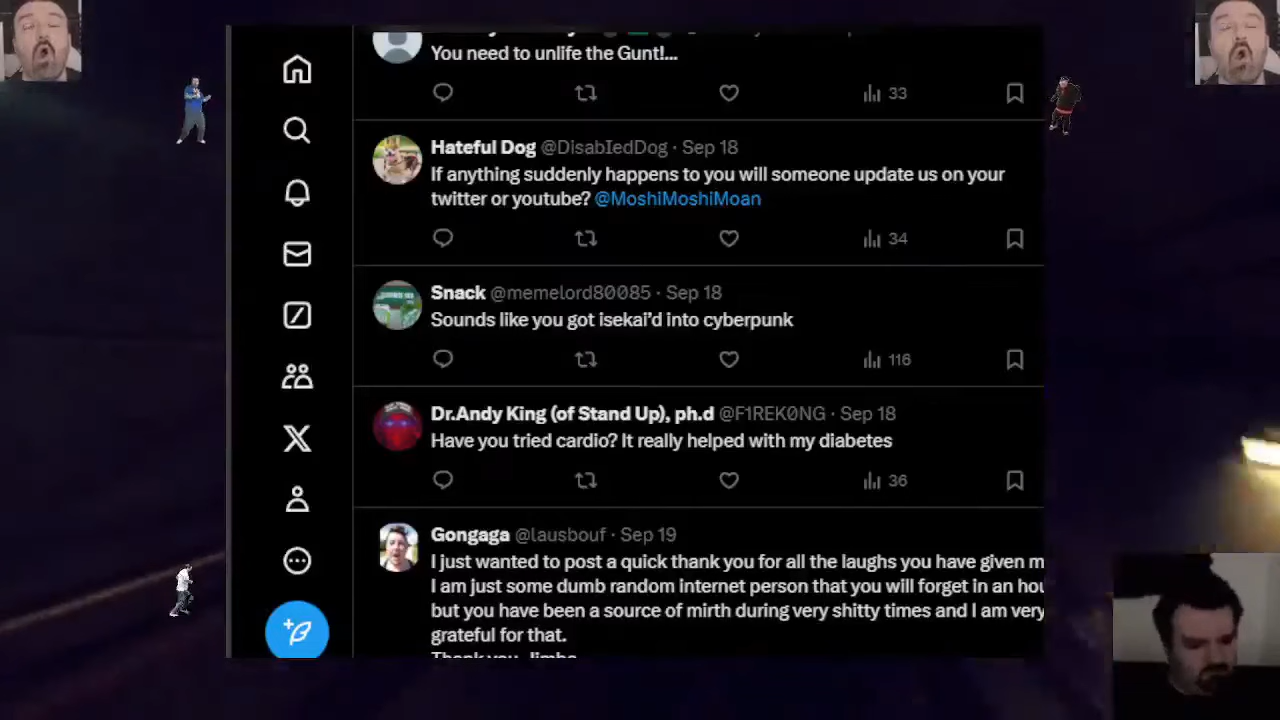 You need to unlife the Gunt!...
33
Hateful Dog @DisabIedDog · Sep 18
If anything suddenly happens to you will someone update us on your
twitter or youtube? @MoshiMoshiMoan
34
Snack @memelord80085 · Sep 18
Sounds like you got isekai’d into cyberpunk
116
Dr.Andy King (of Stand Up), ph.d @F1REK0NG · Sep 18
Have you tried cardio? It really helped with my diabetes
36
Gongaga @lausbouf · Sep 19
I just wanted to post a quick thank you for all the laughs you have given m
I am just some dumb random internet person that you will forget in an hou
but you have been a source of mirth during very shitty times and I am very
grateful for that.
Thank you, Jimbo